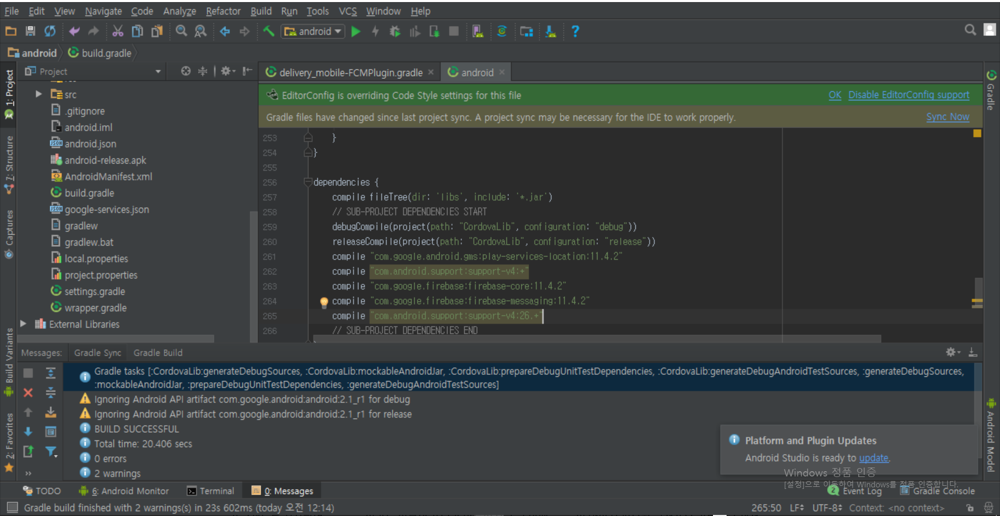 File Edit View Navigate Code Analyze Refactor Build Run Tools VCS Window Help
android
android build.gradle
1: Project
7: Structure
Captures
Build Variants
2: Favorites
Project
src
.gitignore
android.iml
android.json
android-release.apk
AndroidManifest.xml
build.gradle
google-services.json
gradlew
gradlew.bat
local.properties
project.properties
settings.gradle
wrapper.gradle
External Libraries
delivery_mobile-FCMPlugin.gradle android
EditorConfig is overriding Code Style settings for this file OK Disable EditorConfig support
Gradle files have changed since last project sync. A project sync may be necessary for the IDE to work properly. Sync Now
253 }
254 }
255
256 dependencies {
257 compile fileTree(dir: 'libs', include: '*.jar')
258 // SUB-PROJECT DEPENDENCIES START
259 debugCompile(project(path: "CordovaLib", configuration: "debug"))
260 releaseCompile(project(path: "CordovaLib", configuration: "release"))
261 compile "com.google.android.gms:play-services-location:11.4.2"
262 compile "com.android.support:support-v4:+"
263 compile "com.google.firebase:firebase-core:11.4.2"
264 compile "com.google.firebase:firebase-messaging:11.4.2"
265 compile "com.android.support:support-v4:26.+"
266 // SUB-PROJECT DEPENDENCIES END
Gradle
Android Model
Messages: Gradle Sync Gradle Build
Gradle tasks [:CordovaLib:generateDebugSources, :CordovaLib:mockableAndroidJar, :CordovaLib:prepareDebugUnitTestDependencies, :CordovaLib:generateDebugAndroidTestSources, :generateDebugSources,
:mockableAndroidJar, :prepareDebugUnitTestDependencies, :generateDebugAndroidTestSources]
Ignoring Android API artifact com.google.android:android:2.1_r1 for debug
Ignoring Android API artifact com.google.android:android:2.1_r1 for release
BUILD SUCCESSFUL
Total time: 20.406 secs
0 errors
2 warnings
Platform and Plugin Updates
Android Studio is ready to update.
Windows 정품 인증
[설정]으로 이동하여 Windows를 정품 인증합니다.
TODO 6: Android Monitor Terminal 0: Messages 2 Event Log Gradle Console
Gradle build finished with 2 warnings(s) in 23s 602ms (today 오전 12:14) 265:50 LF UTF-8 Context: <no context>